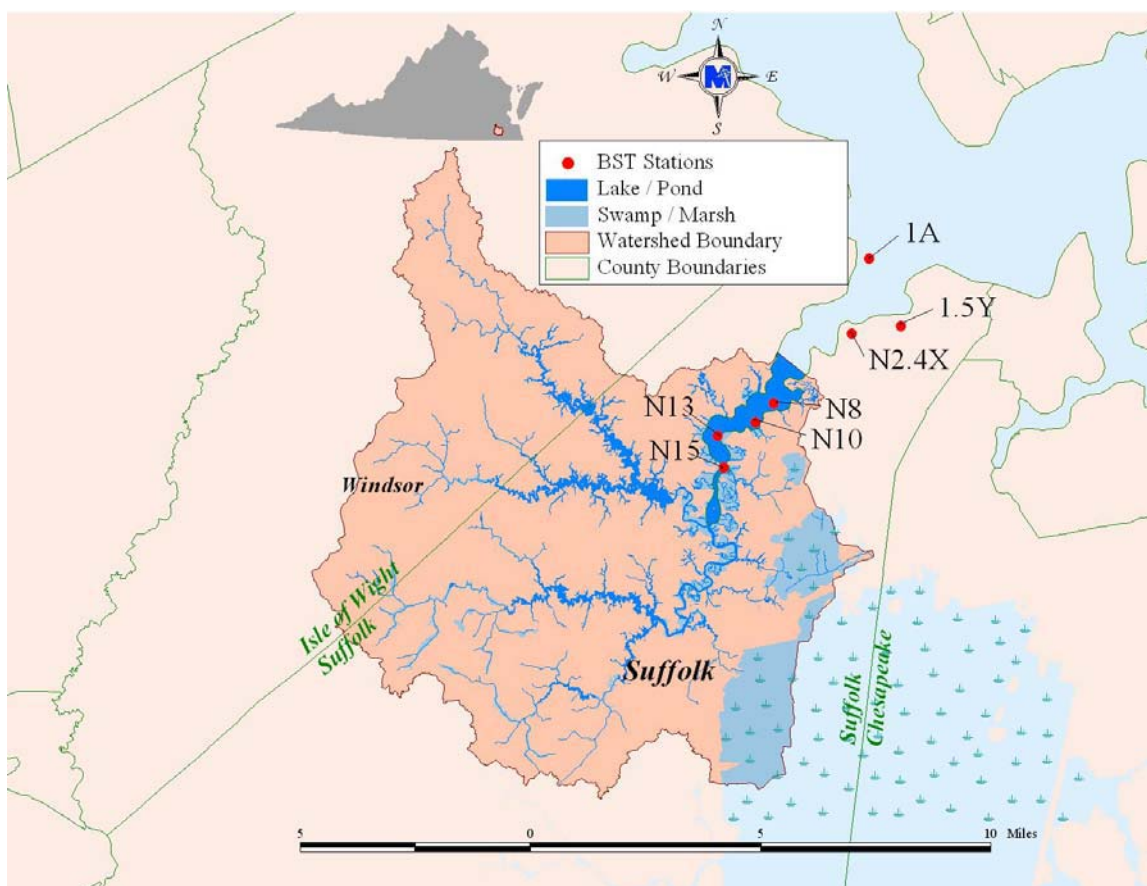 N
W
M
E
S
BST Stations
Lake / Pond
Swamp / Marsh
Watershed Boundary
County Boundaries
1A
1.5Y
N2.4X
N8
N13
N10
N15
Windsor
Isle of Wight
Suffolk
Suffolk
Suffolk
Chesapeake
5 0 5 10 Miles